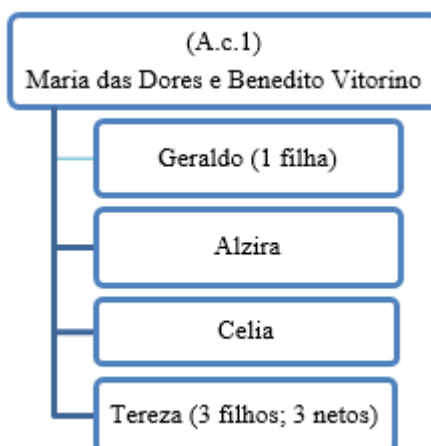 (A.c.1)
Maria das Dores e Benedito Vitorino
Geraldo (1 filha)
Alzira
Celia
Tereza (3 filhos; 3 netos)